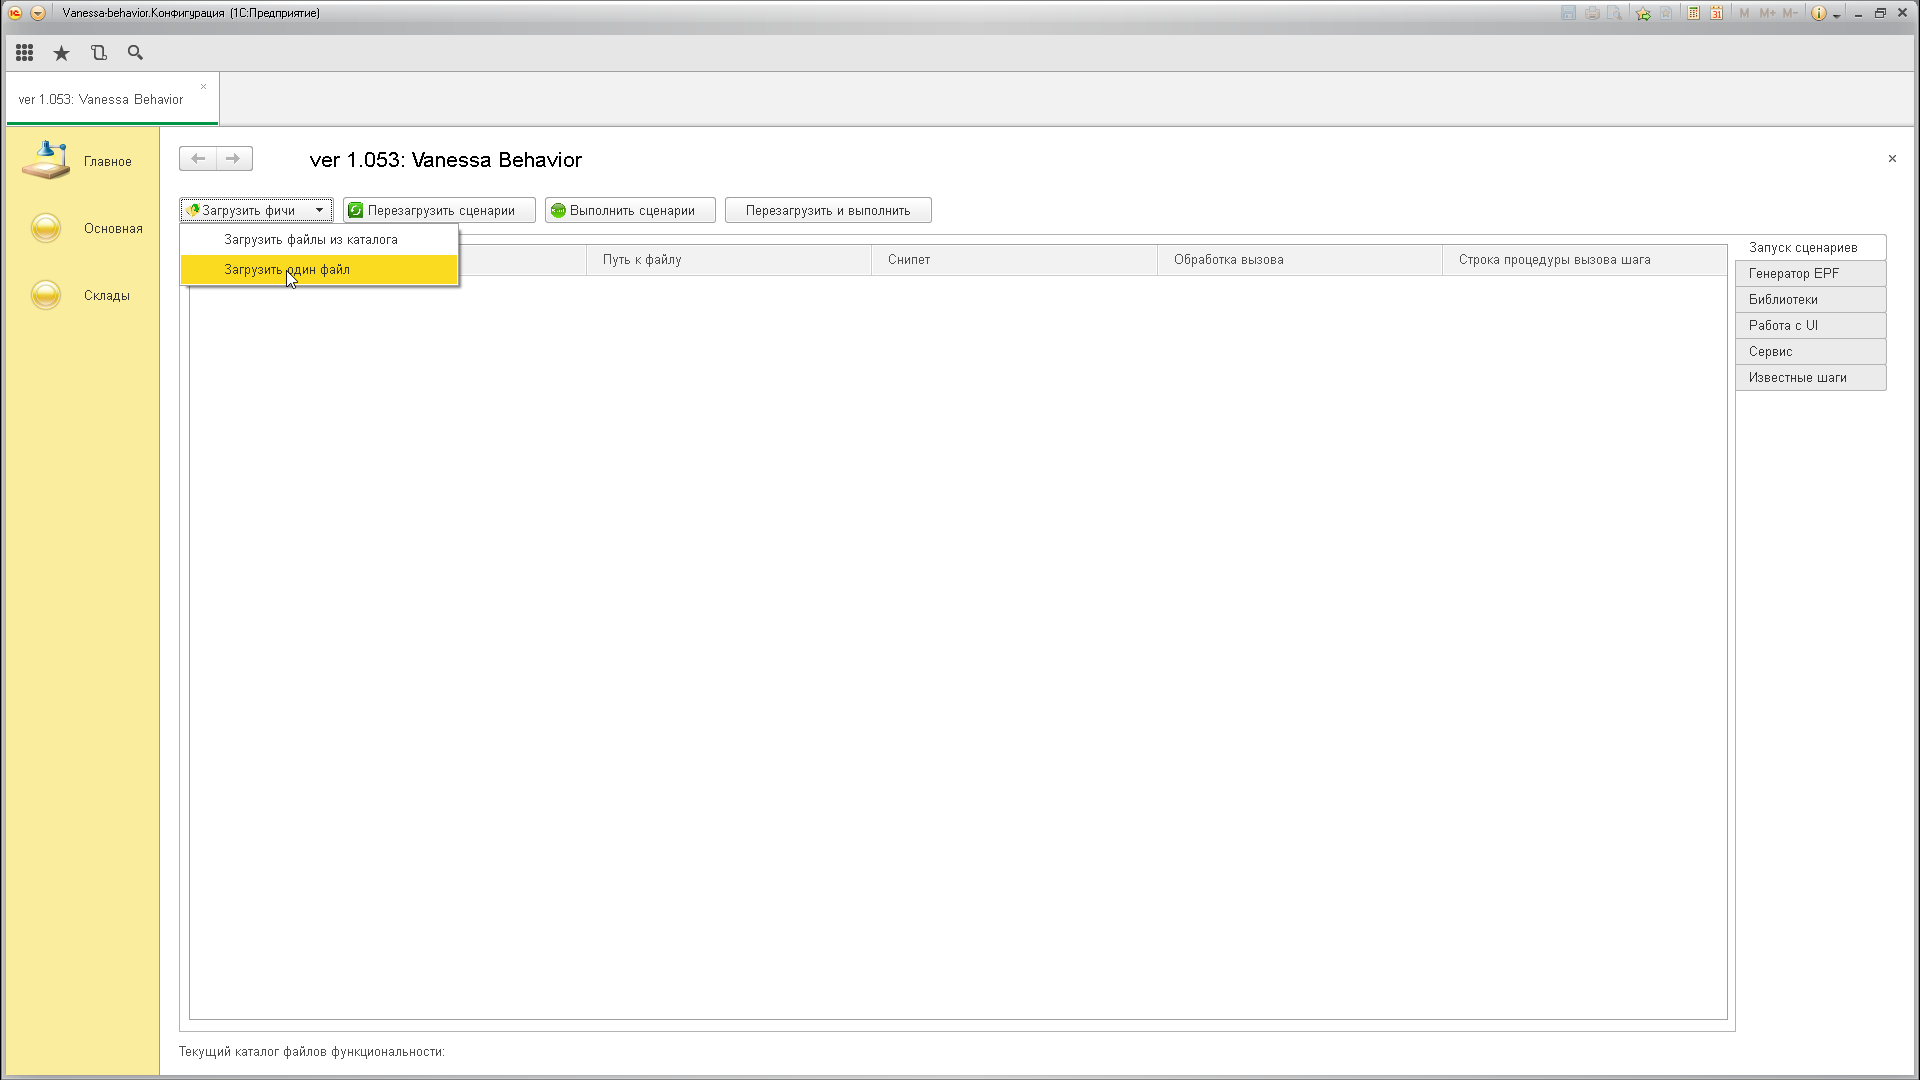 Vanessa-behavior.Конфигурация (1С:Предприятие)
31 M M+ M-
ver 1.053: Vanessa Behavior
Главное
Основная
Склады
ver 1.053: Vanessa Behavior
Загрузить фичи Перезагрузить сценарии Выполнить сценарии Перезагрузить и выполнить
Загрузить файлы из каталога
Загрузить один файл
Путь к файлу Снипет Обработка вызова Строка процедуры вызова шага
Запуск сценариев
Генератор EPF
Библиотеки
Работа с UI
Сервис
Известные шаги
Текущий каталог файлов функциональности: